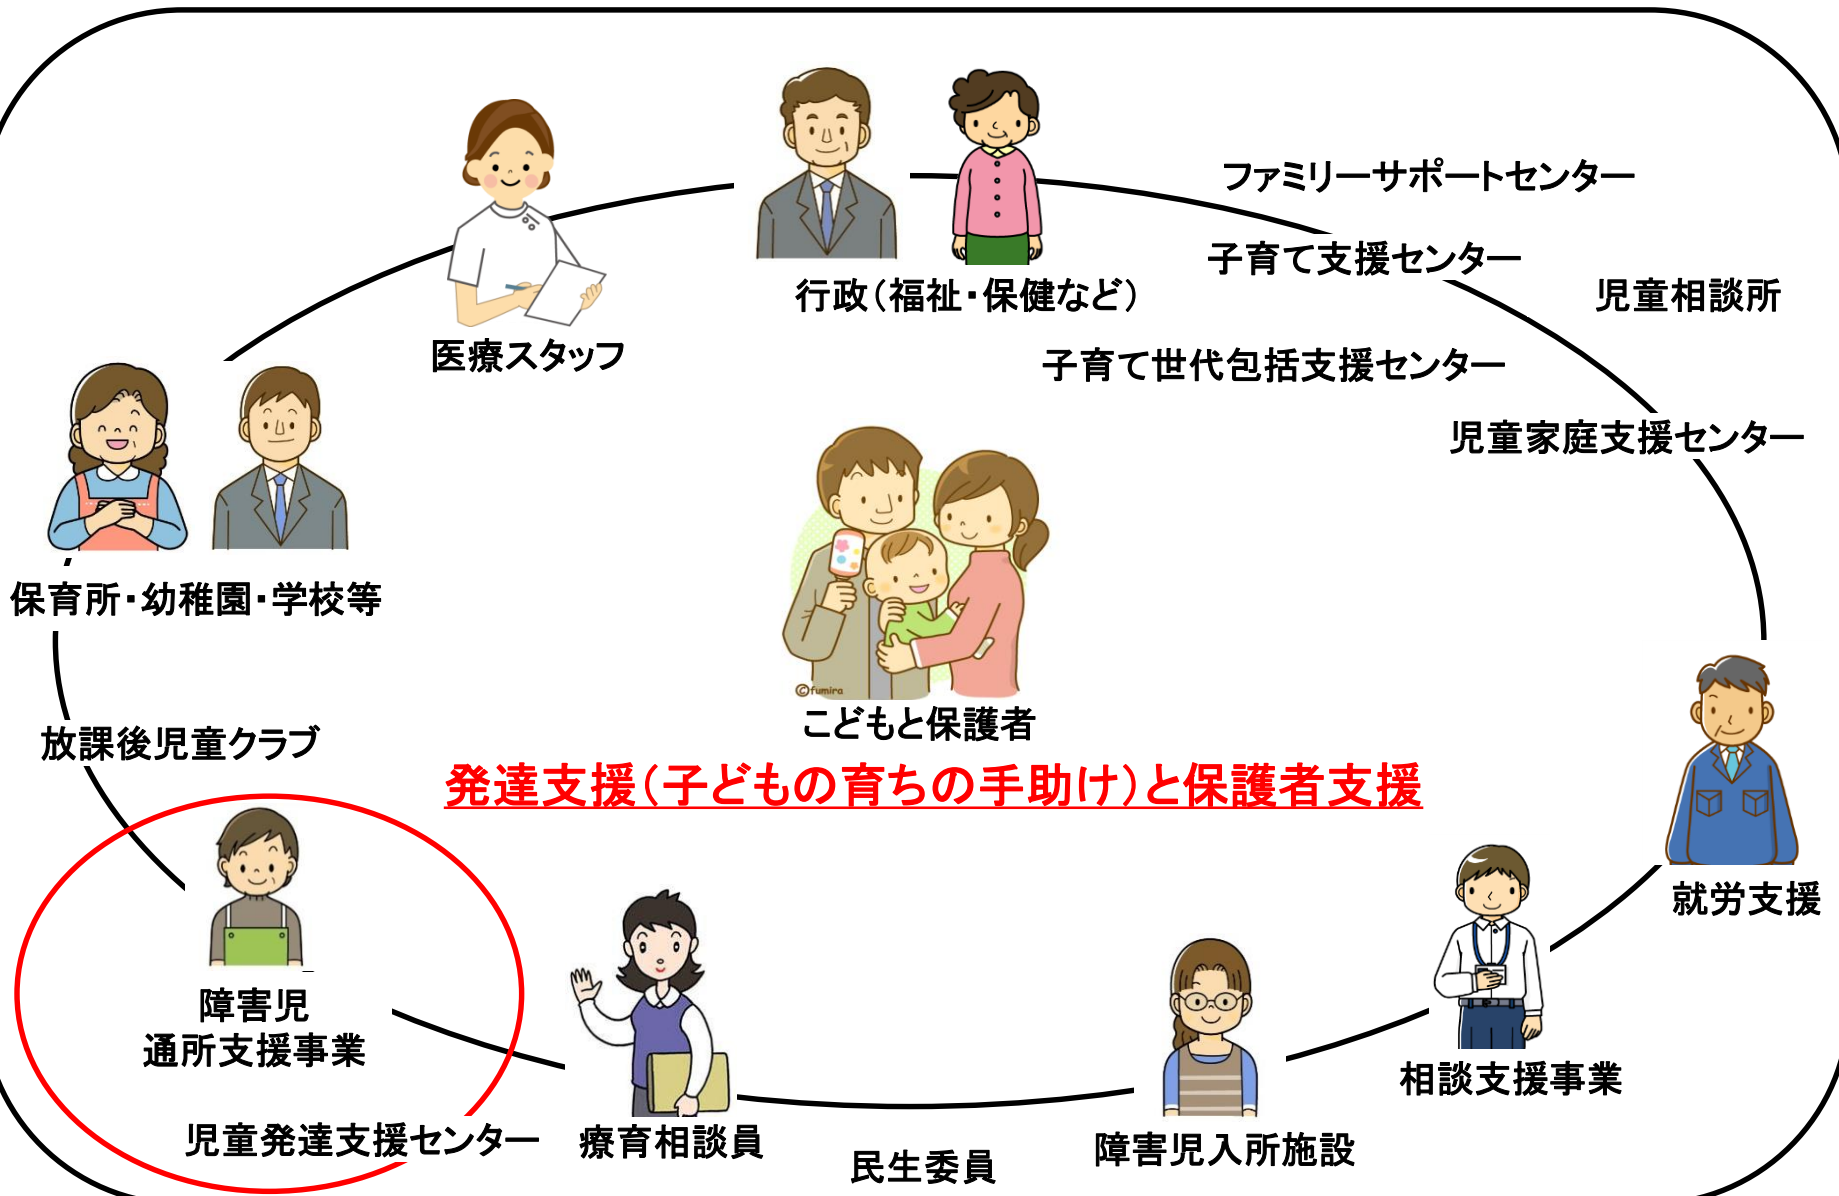 ファミリーサポートセンター
子育て支援センター
児童相談所
行政（福祉・保健など）
医療スタッフ
子育て世代包括支援センター
児童家庭支援センター
保育所・幼稚園・学校等
©fumira
こどもと保護者
放課後児童クラブ
発達支援（子どもの育ちの手助け）と保護者支援
就労支援
障害児
通所支援事業
相談支援事業
児童発達支援センター
療育相談員
障害児入所施設
民生委員